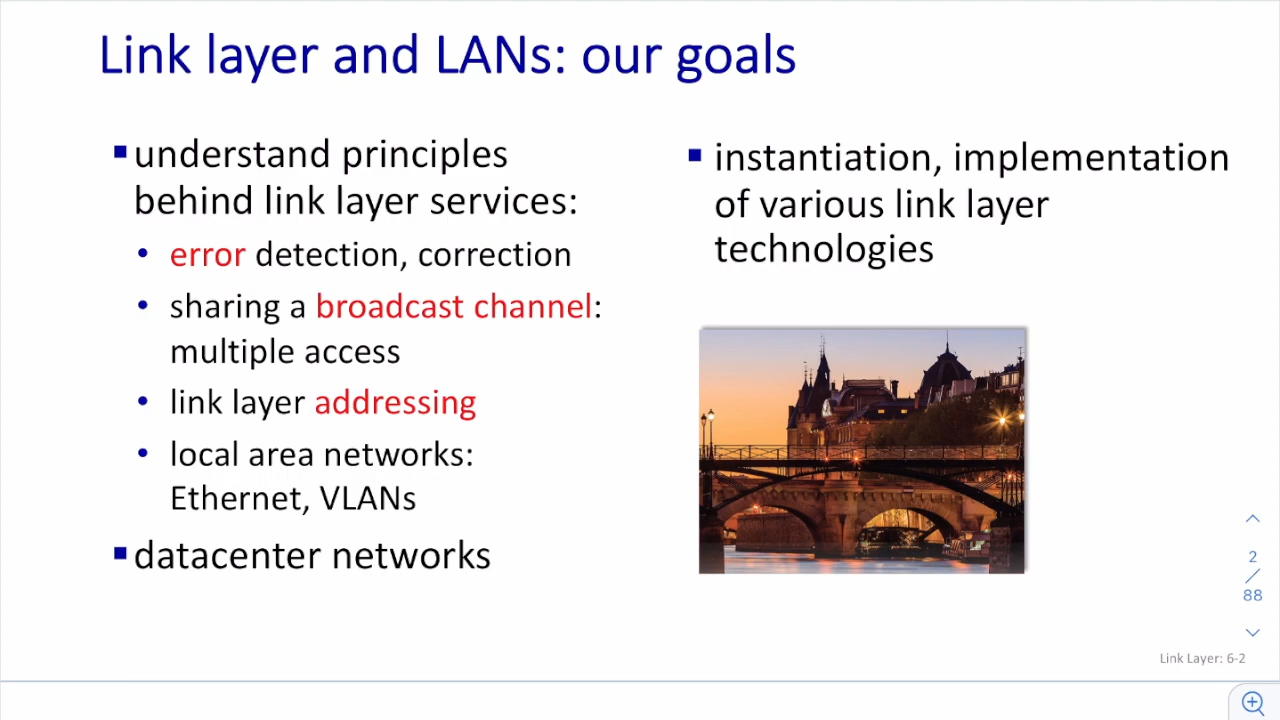 Link layer and LANs: our goals
▪understand principles
behind link layer services:
• error detection, correction
• sharing a broadcast channel:
multiple access
• link layer addressing
• local area networks:
Ethernet, VLANs
▪datacenter networks
▪ instantiation, implementation
of various link layer
technologies
2
/
88
Link Layer: 6-2